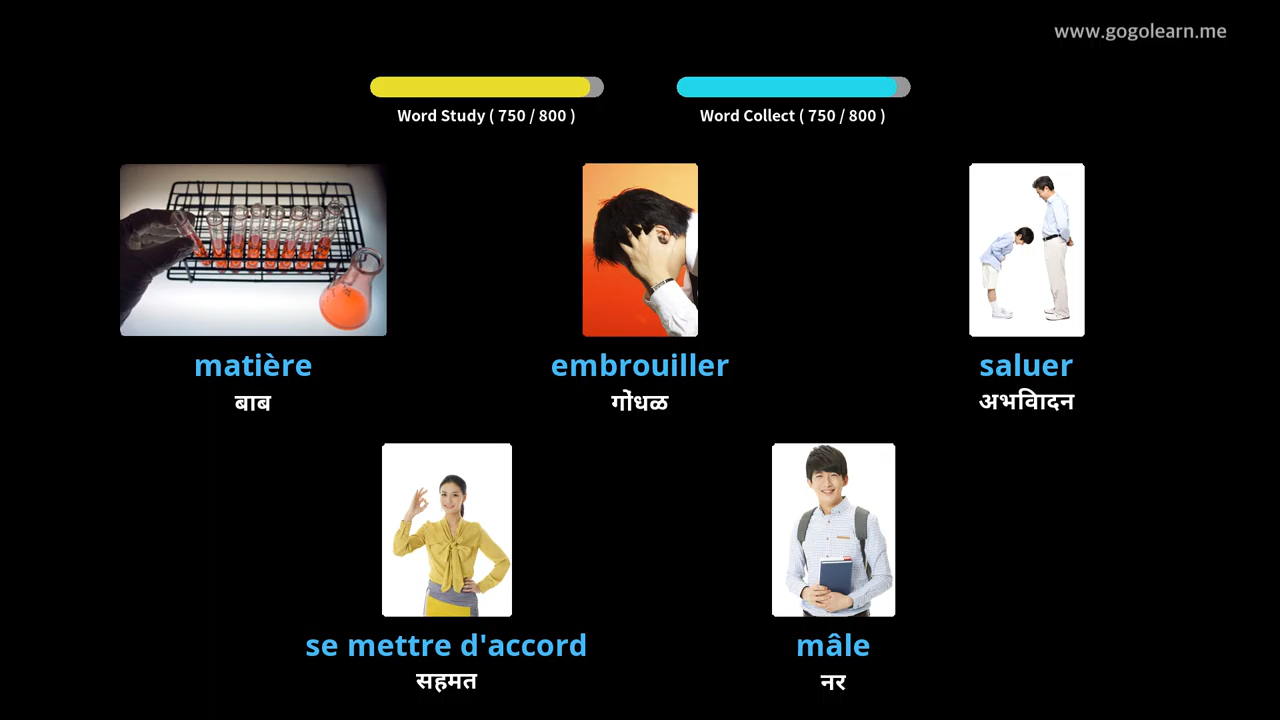 www.gogolearn.me
Word Study ( 750 / 800 )
Word Collect ( 750 / 800 )
matière
embrouiller
saluer
बाब
गोंधळ
अभविादन
se mettre d'accord
mâle
सहमत
नर